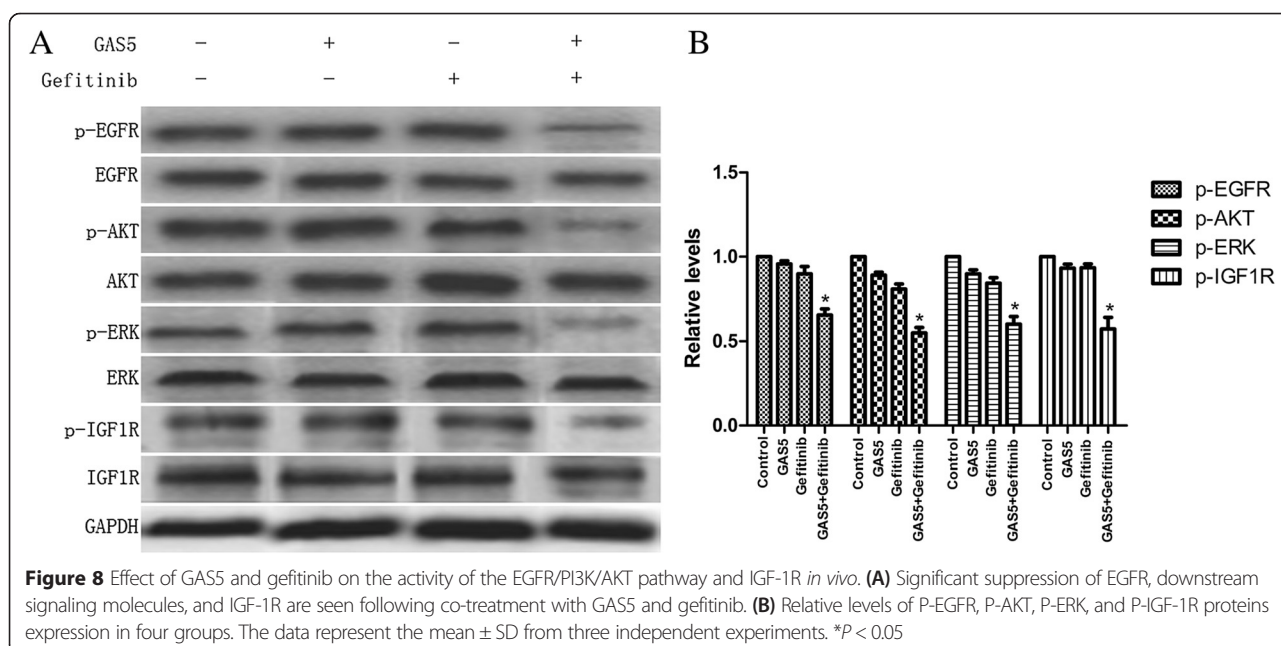 A
GAS5 − + − +
Gefitinib − − + +
p-EGFR
EGFR
p-AKT
AKT
p-ERK
ERK
p-IGF1R
IGF1R
GAPDH
B
Relative levels
1.5
1.0
0.5
0.0
* * * *
Control GAS5 Gefitinib GAS5+Gefitinib Control GAS5 Gefitinib GAS5+Gefitinib Control GAS5 Gefitinib GAS5+Gefitinib Control GAS5 Gefitinib GAS5+Gefitinib
p-EGFR
p-AKT
p-ERK
p-IGF1R
Figure 8 Effect of GAS5 and gefitinib on the activity of the EGFR/PI3K/AKT pathway and IGF-1R in vivo. (A) Significant suppression of EGFR, downstream
signaling molecules, and IGF-1R are seen following co-treatment with GAS5 and gefitinib. (B) Relative levels of P-EGFR, P-AKT, P-ERK, and P-IGF-1R proteins
expression in four groups. The data represent the mean ± SD from three independent experiments. *P < 0.05